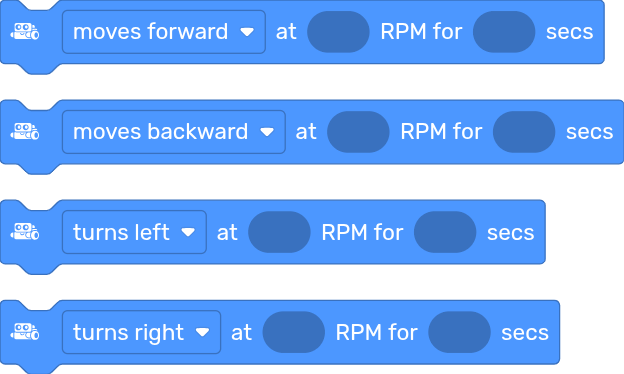 moves forward at RPM for secs
moves backward at RPM for secs
turns left at RPM for secs
turns right at RPM for secs